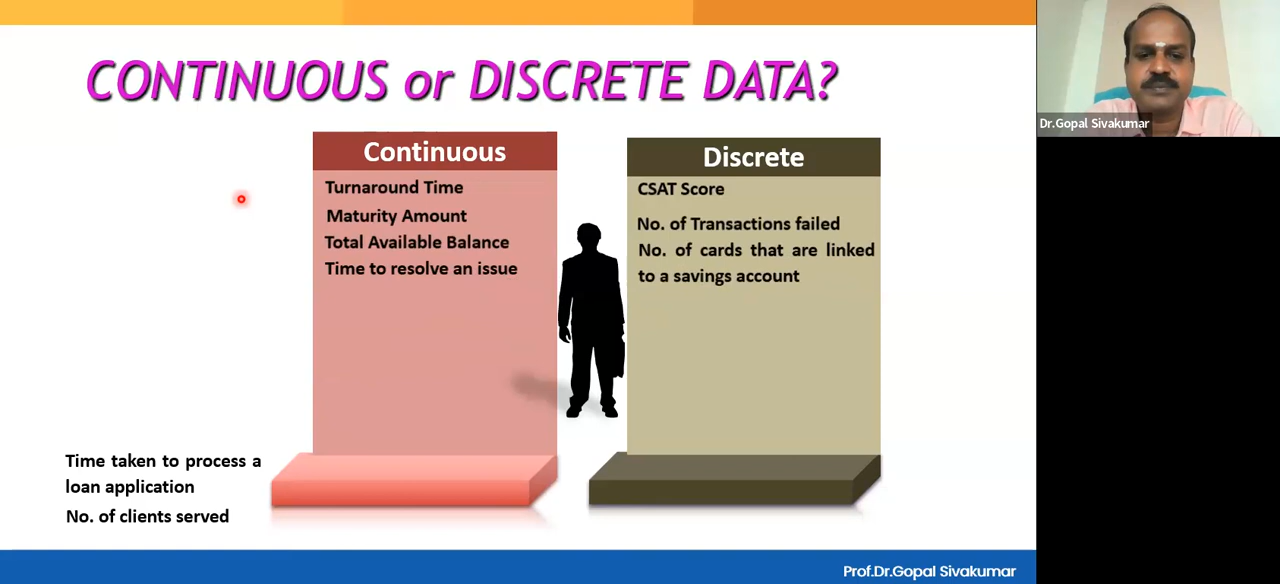 CONTINUOUS or DISCRETE DATA?
Continuous
Turnaround Time
Maturity Amount
Total Available Balance
Time to resolve an issue
Discrete
CSAT Score
No. of Transactions failed
No. of cards that are linked
to a savings account
Time taken to process a
loan application
No. of clients served
Dr.Gopal Sivakumar
Prof.Dr.Gopal Sivakumar